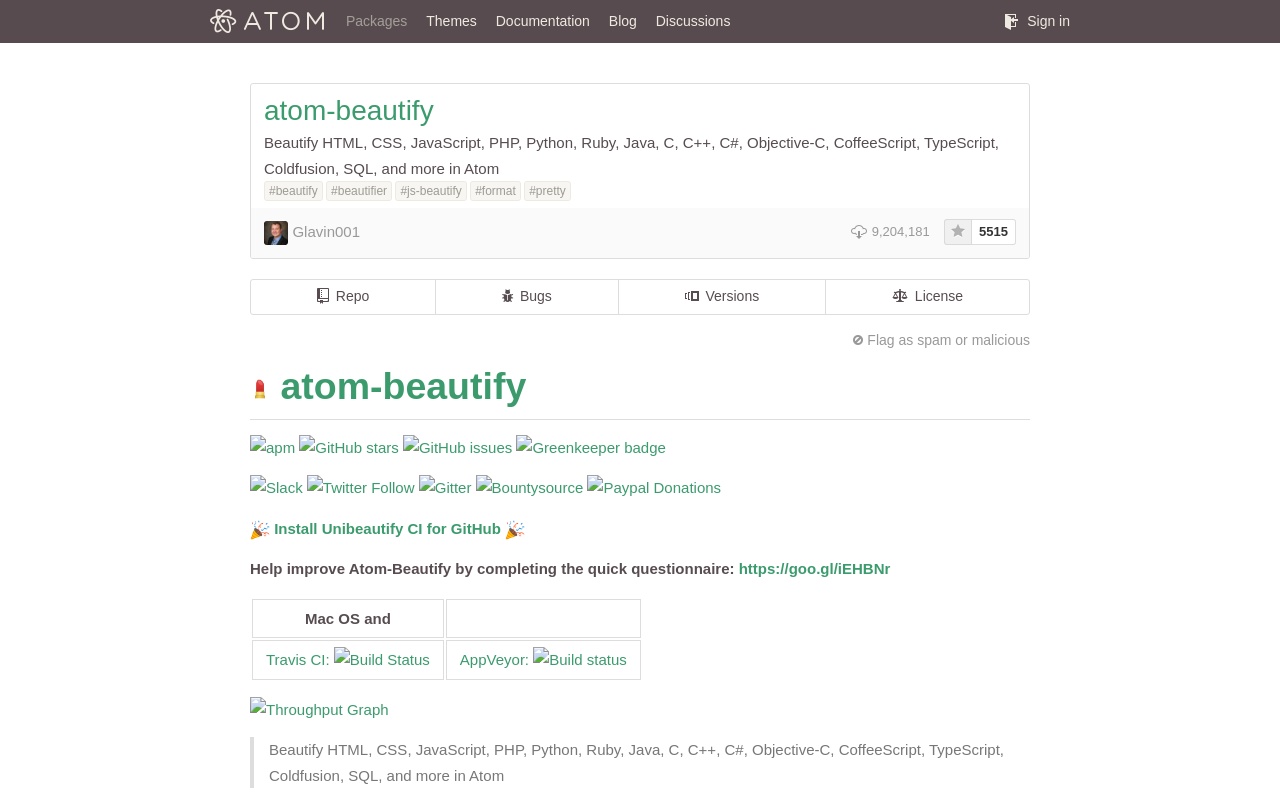 ATOM Packages Themes Documentation Blog Discussions Sign in
atom-beautify
Beautify HTML, CSS, JavaScript, PHP, Python, Ruby, Java, C, C++, C#, Objective-C, CoffeeScript, TypeScript,
Coldfusion, SQL, and more in Atom
#beautify #beautifier #js-beautify #format #pretty
Glavin001 9,204,181 5515
Repo Bugs Versions License
Flag as spam or malicious
atom-beautify
apm GitHub stars GitHub issues Greenkeeper badge
Slack Twitter Follow Gitter Bountysource Paypal Donations
Install Unibeautify CI for GitHub
Help improve Atom-Beautify by completing the quick questionnaire: https://goo.gl/iEHBNr
Mac OS and
Travis CI: Build Status AppVeyor: Build status
Throughput Graph
Beautify HTML, CSS, JavaScript, PHP, Python, Ruby, Java, C, C++, C#, Objective-C, CoffeeScript, TypeScript,
Coldfusion, SQL, and more in Atom